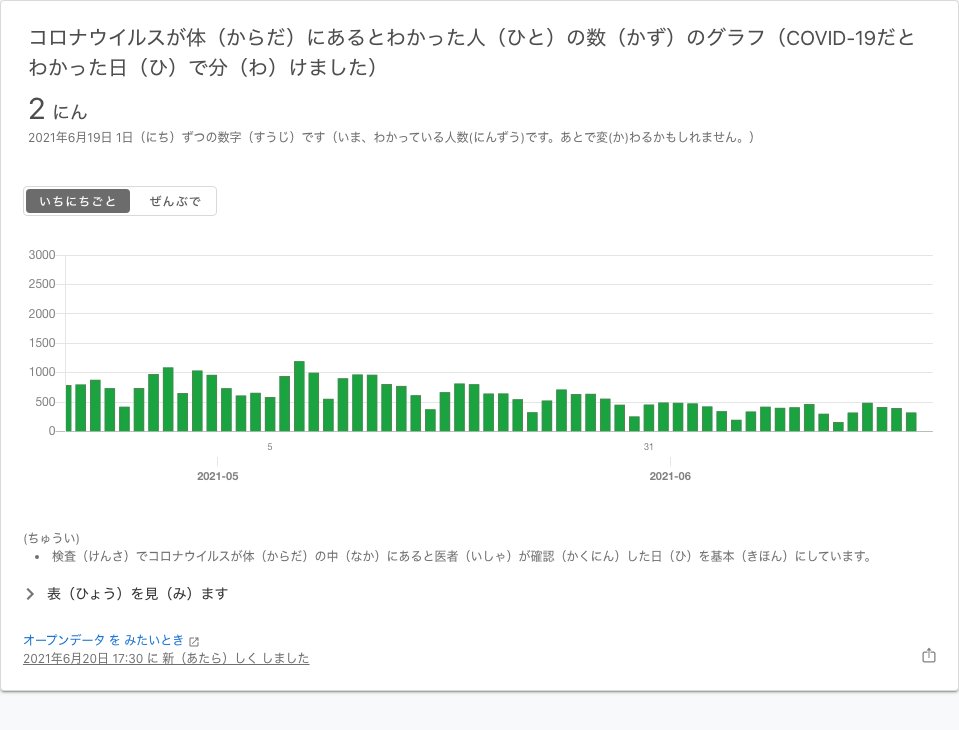 コロナウイルスが体（からだ）にあるとわかった人（ひと）の数（かず）のグラフ（COVID-19だと
わかった日（ひ）で分（わ）けました）
2 にん
2021年6月19日 1日（にち）ずつの数字（すうじ）です（いま、わかっている人数(にんずう)です。あとで変(か)わるかもしれません。）
いちにちごと ぜんぶで
3000
2500
2000
1500
1000
500
0
5 31
2021-05 2021-06
(ちゅうい)
• 検査（けんさ）でコロナウイルスが体（からだ）の中（なか）にあると医者（いしゃ）が確認（かくにん）した日（ひ）を基本（きほん）にしています。
表（ひょう）を見（み）ます
オープンデータ を みたいとき
2021年6月20日 17:30 に 新（あたら）しく しました